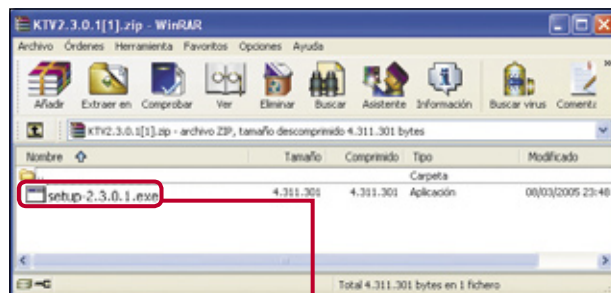 KTV2.3.0.1[1].zip - WinRAR
Archivo Órdenes Herramienta Favoritos Opciones Ayuda
Añadir Extraer en Comprobar Ver Eliminar Buscar Asistente Información Buscar virus Comenta
KTV2.3.0.1[1].zip - archivo ZIP, tamaño descomprimido 4.311.301 bytes
Nombre Tamaño Comprimido Tipo Modificado
.. Carpeta
setup-2.3.0.1.exe 4.311.301 4.311.301 Aplicación 08/03/2005 23:48
Total 4.311.301 bytes en 1 fichero